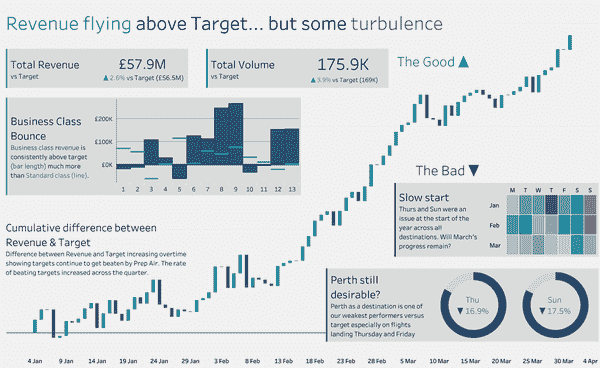 Revenue flying above Target... but some turbulence
Total Revenue
vs Target
£57.9M
▲ 2.6% vs Target (£56.5M)
Total Volume
vs Target
175.9K
▲ 3.9% vs Target (169K)
The Good ▲
Business Class
Bounce
Business class revenue is
consistently above target
(bar length) much more
than Standard class (line).
£200K
£100K
£0K
1 2 3 4 5 6 7 8 9 10 11 12 13
The Bad ▼
Slow start
Thurs and Sun were an
issue at the start of the
year across all
destinations. Will March's
progress remain?
M T W T F S S
Jan
Feb
Mar
Cumulative difference between
Revenue & Target
Difference between Revenue and Target increasing overtime
showing targets continue to get beaten by Prep Air. The rate
of beating targets increased across the quarter.
Perth still
desirable?
Perth as a destination is one of
our weakest performers versus
target especially on flights
landing Thursday and Friday
Thu
▼ 16.9%
Sun
▼ 17.5%
4 Jan 9 Jan 14 Jan 19 Jan 24 Jan 29 Jan 3 Feb 8 Feb 13 Feb 18 Feb 23 Feb 28 Feb 5 Mar 10 Mar 15 Mar 20 Mar 25 Mar 30 Mar 4 Apr